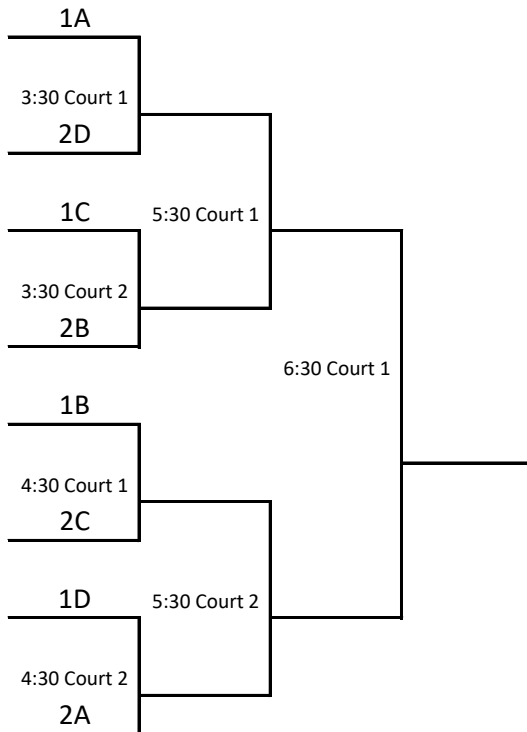 1A
3:30 Court 1
2D
1C
5:30 Court 1
3:30 Court 2
2B
6:30 Court 1
1B
4:30 Court 1
2C
1D
5:30 Court 2
4:30 Court 2
2A